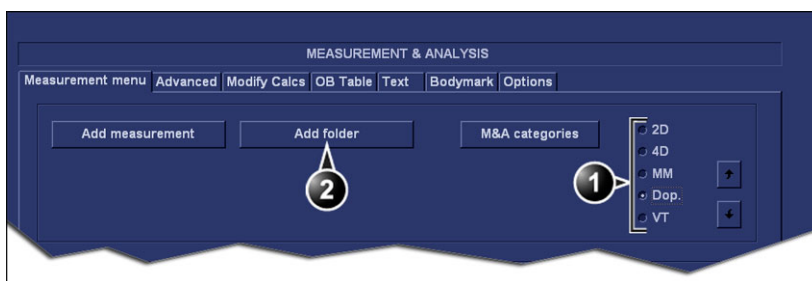 MEASUREMENT & ANALYSIS
Measurement menu Advanced Modify Calcs OB Table Text Bodymark Options
Add measurement Add folder M&A categories
2D
4D
MM
Dop.
VT
1
2